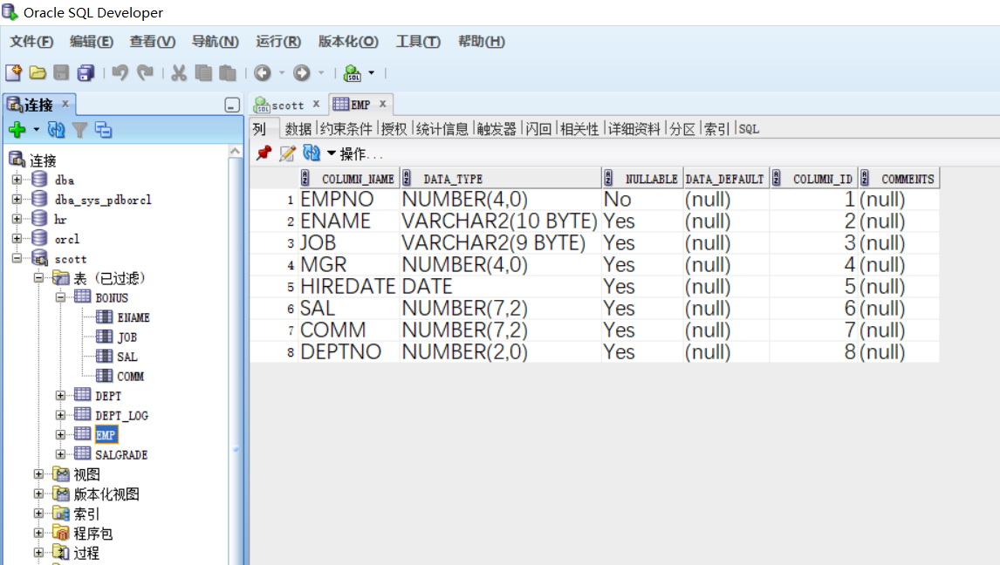 Oracle SQL Developer
文件(F) 编辑(E) 查看(V) 导航(N) 运行(R) 版本化(O) 工具(T) 帮助(H)
连接
scott EMP
列 数据 约束条件 授权 统计信息 触发器 闪回 相关性 详细资料 分区 索引 SQL
操作...
连接
dba
dba_sys_pdborcl
hr
orcl
scott
表 (已过滤)
BONUS
ENAME
JOB
SAL
COMM
DEPT
DEPT_LOG
EMP
SALGRADE
视图
版本化视图
索引
程序包
过程
COLUMN_NAME DATA_TYPE NULLABLE DATA_DEFAULT COLUMN_ID COMMENTS
1 EMPNO NUMBER(4,0) No (null) 1 (null)
2 ENAME VARCHAR2(10 BYTE) Yes (null) 2 (null)
3 JOB VARCHAR2(9 BYTE) Yes (null) 3 (null)
4 MGR NUMBER(4,0) Yes (null) 4 (null)
5 HIREDATE DATE Yes (null) 5 (null)
6 SAL NUMBER(7,2) Yes (null) 6 (null)
7 COMM NUMBER(7,2) Yes (null) 7 (null)
8 DEPTNO NUMBER(2,0) Yes (null) 8 (null)